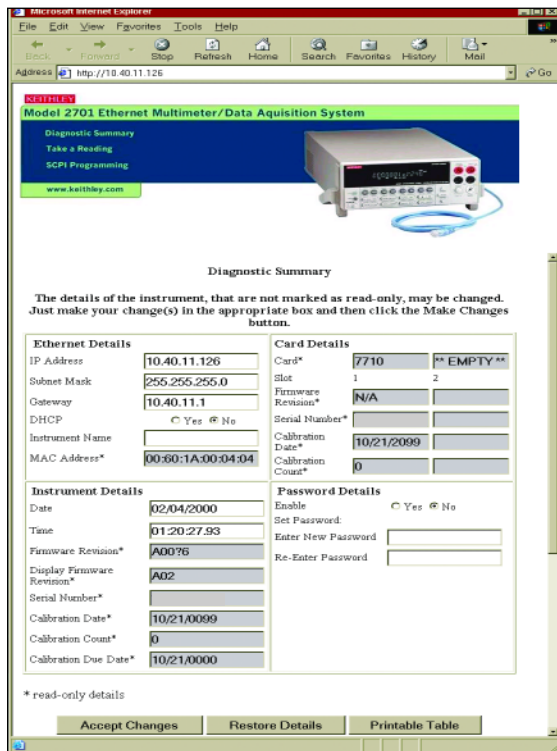 Microsoft Internet Explorer
File Edit View Favorites Tools Help
Back Forward Stop Refresh Home Search Favorites History Mail
Address http://10.40.11.126 Go
KEITHLEY
Model 2701 Ethernet Multimeter/Data Aquisition System
Diagnostic Summary
Take a Reading
SCPI Programming
www.keithley.com
Diagnostic Summary
The details of the instrument, that are not marked as read-only, may be changed.
Just make your change(s) in the appropriate box and then click the Make Changes
button.
Ethernet Details
IP Address 10.40.11.126
Subnet Mask 255.255.255.0
Gateway 10.40.11.1
DHCP Yes No
Instrument Name
MAC Address* 00:60:1A:00:04:04
Card Details
Card* 7710 ** EMPTY **
Slot 1 2
Firmware
Revision* N/A
Serial Number*
Calibration
Date* 10/21/2099
Calibration
Count* 0
Instrument Details
Date 02/04/2000
Time 01:20:27.93
Firmware Revision* A00?6
Display Firmware
Revision* A02
Serial Number*
Calibration Date* 10/21/0099
Calibration Count* 0
Calibration Due Date* 10/21/0000
Password Details
Enable Yes No
Set Password:
Enter New Password
Re-Enter Password
* read-only details
Accept Changes Restore Details Printable Table